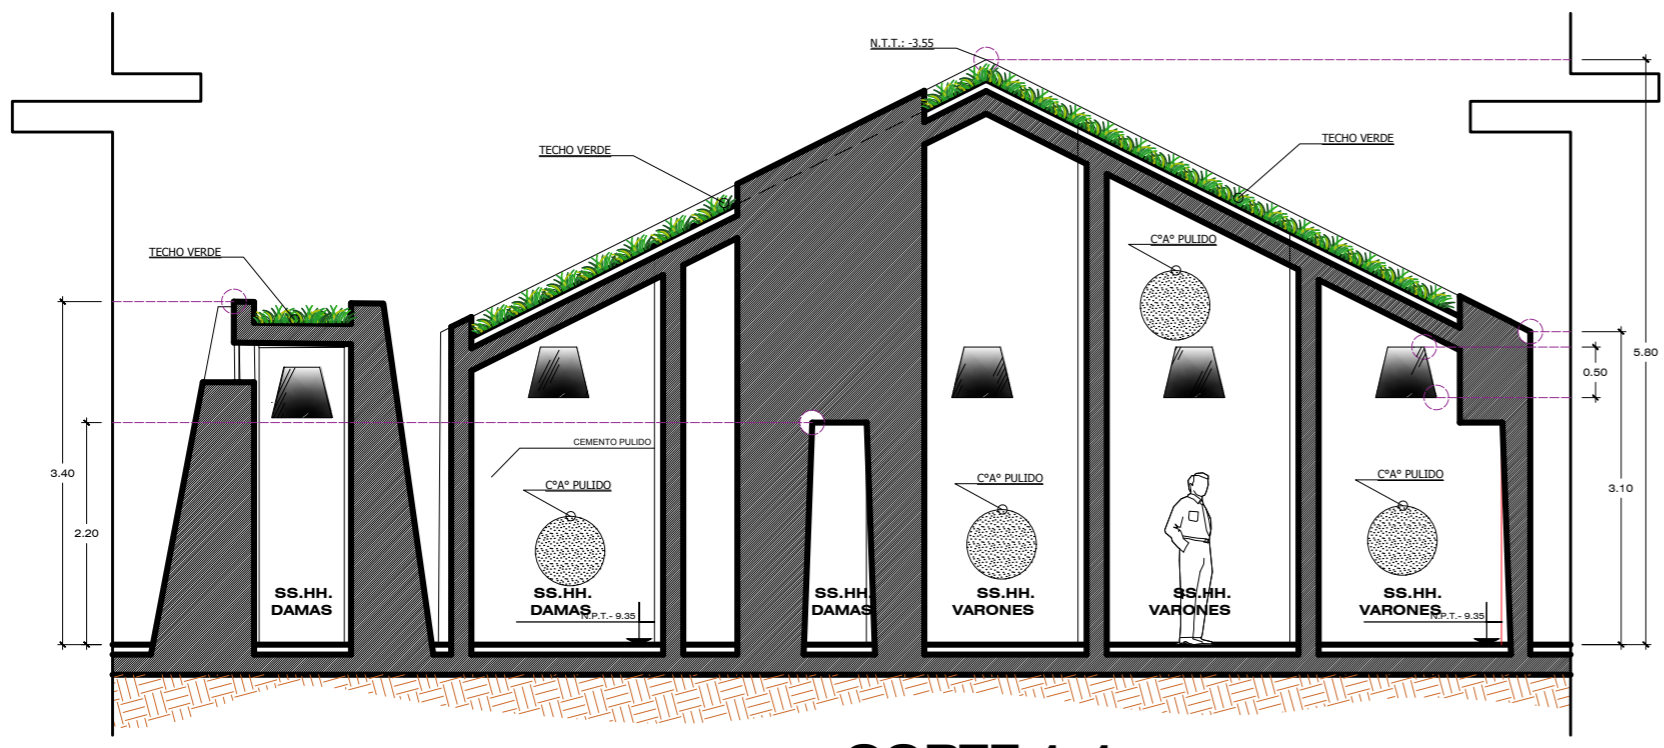 N.T.T.: -3.55
TECHO VERDE
TECHO VERDE
TECHO VERDE
C°A° PULIDO
5.80
0.50
3.40
2.20
3.10
CEMENTO PULIDO
C°A° PULIDO
C°A° PULIDO
C°A° PULIDO
SS.HH.
DAMAS
SS.HH.
DAMAS
N.P.T.- 9.35
SS.HH.
DAMAS
SS.HH.
VARONES
SS.HH.
VARONES
SS.HH.
VARONES
N.P.T.- 9.35